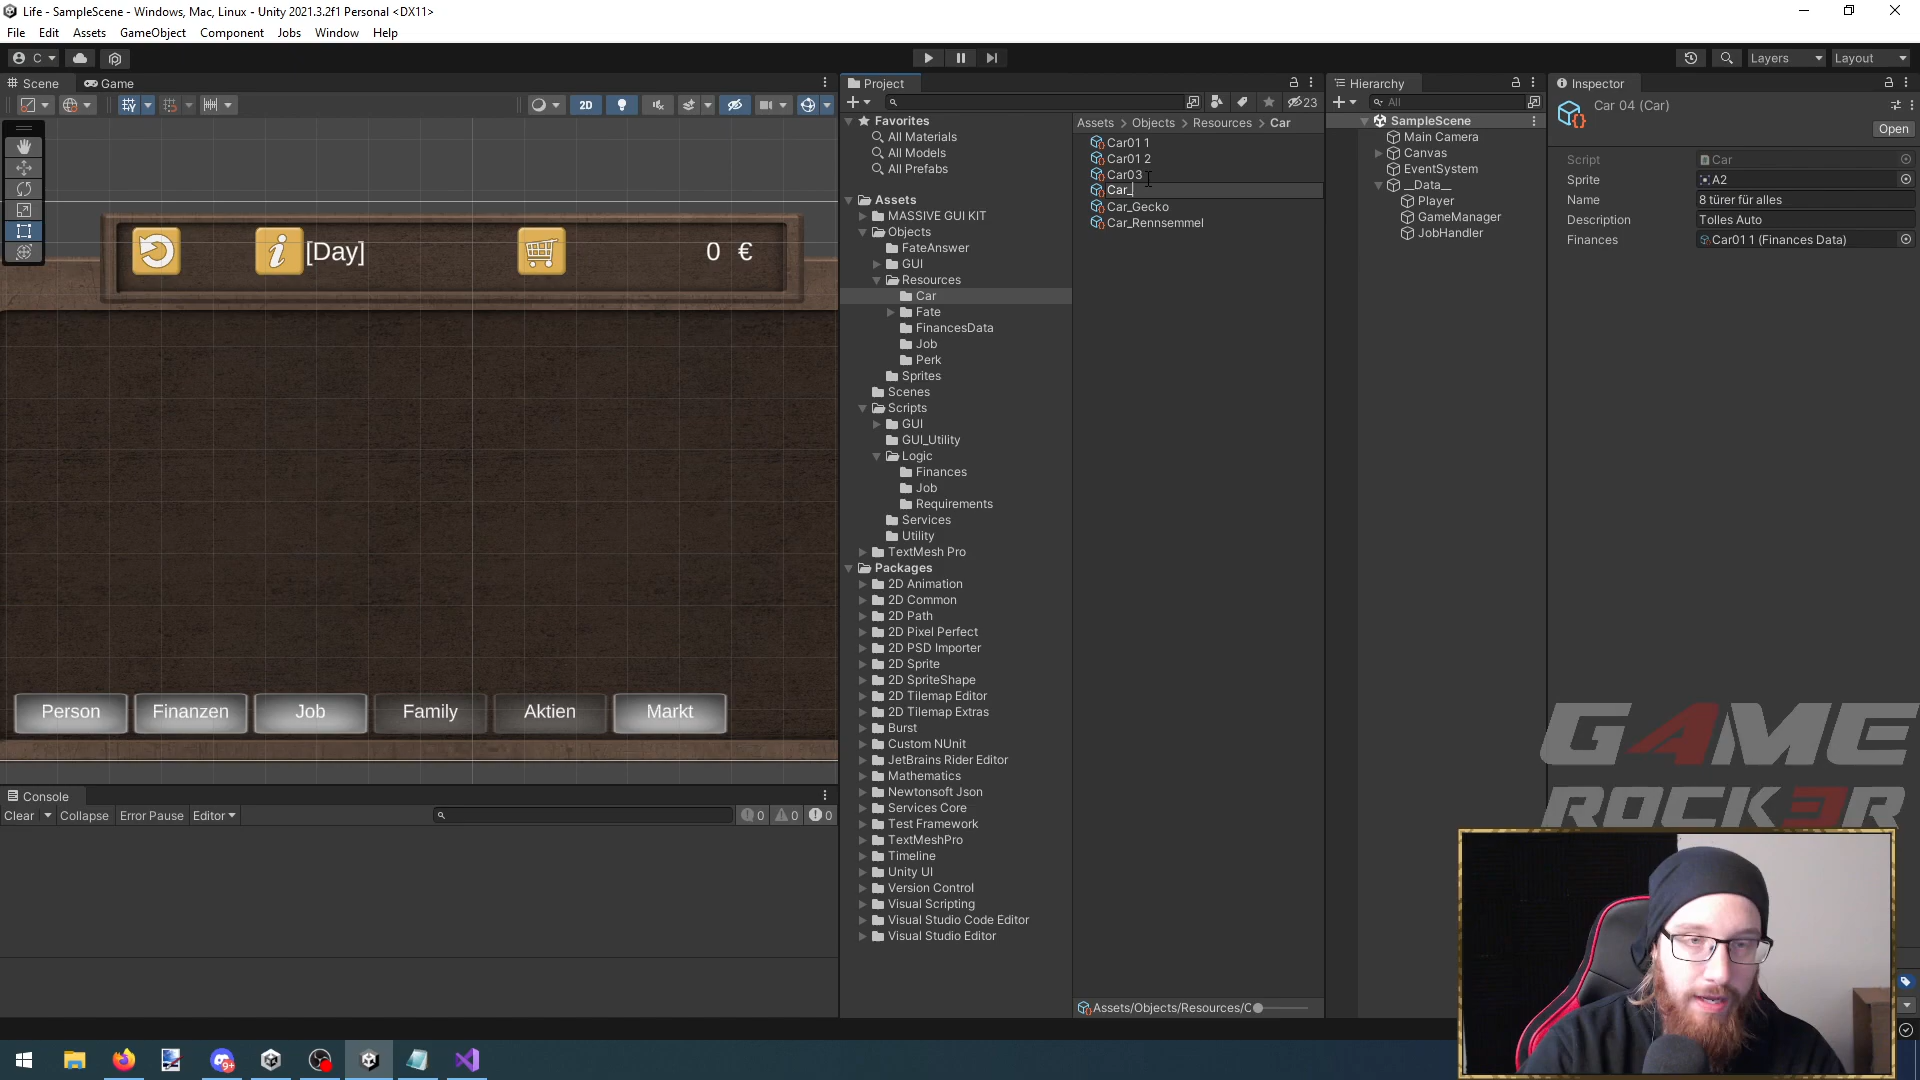 Life - SampleScene - Windows, Mac, Linux - Unity 2021.3.2f1 Personal <DX11>
File Edit Assets GameObject Component Jobs Window Help
C
Layers
Layout
Scene
Game
2D
[Day]
0 €
Person
Finanzen
Job
Family
Aktien
Markt
Console
Clear
Collapse
Error Pause
Editor
0
0
0
Project
23
Favorites
All Materials
All Models
All Prefabs
Assets
MASSIVE GUI KIT
Objects
FateAnswer
GUI
Resources
Car
Fate
FinancesData
Job
Perk
Sprites
Scenes
Scripts
GUI
GUI_Utility
Logic
Finances
Job
Requirements
Services
Utility
TextMesh Pro
Packages
2D Animation
2D Common
2D Path
2D Pixel Perfect
2D PSD Importer
2D Sprite
2D SpriteShape
2D Tilemap Editor
2D Tilemap Extras
Burst
Custom NUnit
JetBrains Rider Editor
Mathematics
Newtonsoft Json
Services Core
Test Framework
TextMeshPro
Timeline
Unity UI
Version Control
Visual Scripting
Visual Studio Code Editor
Visual Studio Editor
Assets > Objects > Resources > Car
Car01 1
Car01 2
Car03
Car_
Car_Gecko
Car_Rennsemmel
Assets/Objects/Resources/C
Hierarchy
All
SampleScene
Main Camera
Canvas
EventSystem
__Data__
Player
GameManager
JobHandler
Inspector
Car 04 (Car)
Open
Script Car
Sprite A2
Name 8 türer für alles
Description Tolles Auto
Finances Car01 1 (Finances Data)
G4ME
ROCK3R
9+